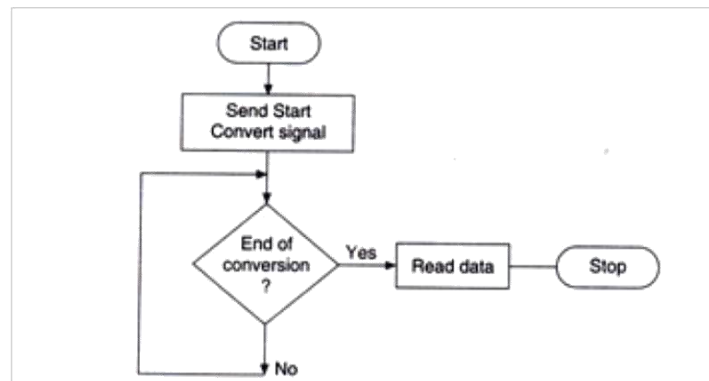 Start
Send Start
Convert signal
End of
conversion
?
Yes
Read data
Stop
No